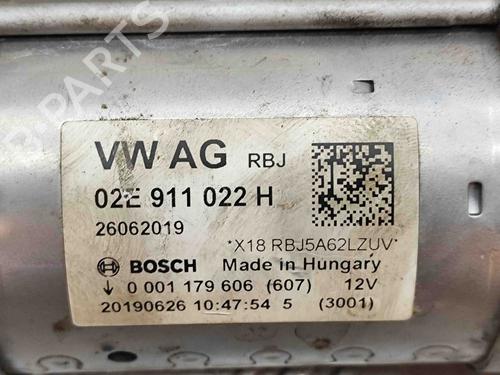 B-PARTS
VW AG RBJ
02E 911 022 H
26062019
*X18 RBJ5A62LZUV*
BOSCH Made in Hungary
↓ 0 001 179 606 (607) 12V
20190626 10:47:54 5 (3001)